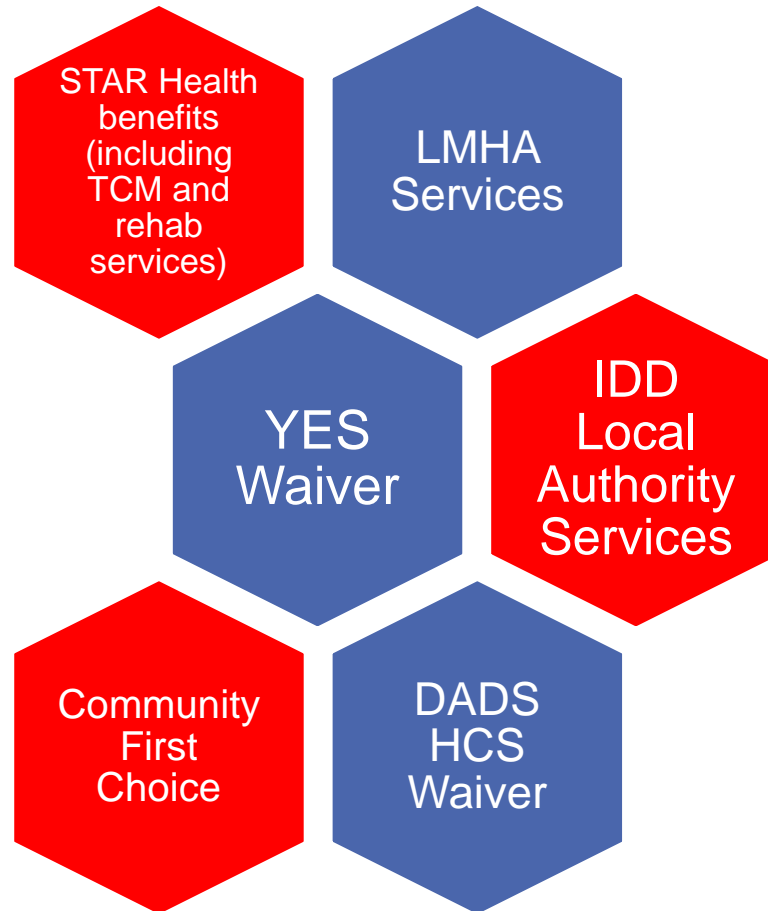 STAR Health
benefits
(including
TCM and
rehab
services)
LMHA
Services
YES
Waiver
IDD
Local
Authority
Services
Community
First
Choice
DADS
HCS
Waiver